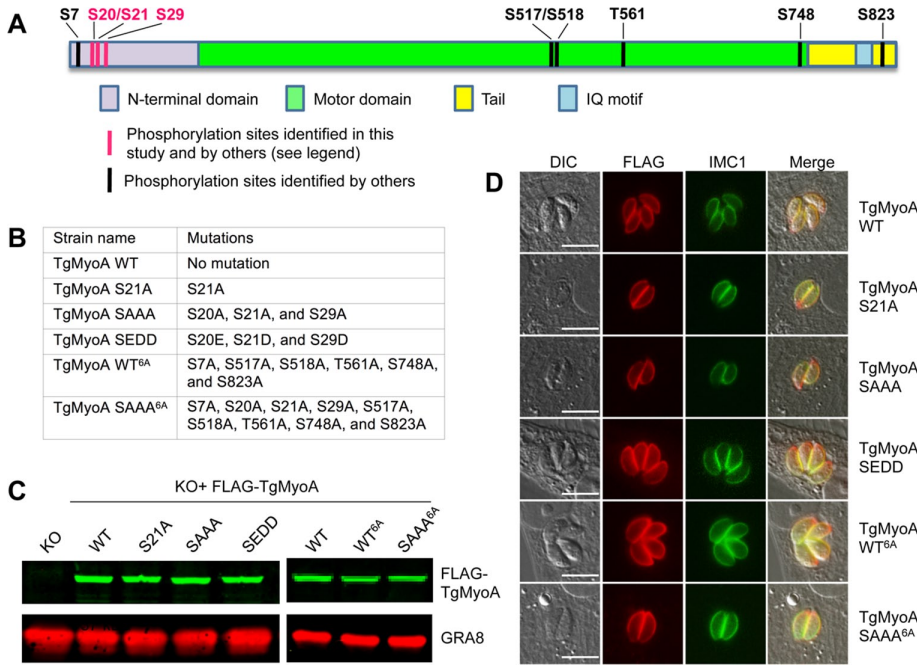 A
S7
S20/S21
S29
S517/S518
T561
S748
S823
N-terminal domain
Motor domain
Tail
IQ motif
Phosphorylation sites identified in this
study and by others (see legend)
Phosphorylation sites identified by others
B
Strain name Mutations
TgMyoA WT No mutation
TgMyoA S21A S21A
TgMyoA SAAA S20A, S21A, and S29A
TgMyoA SEDD S20E, S21D, and S29D
TgMyoA WT⁶ᴬ S7A, S517A, S518A, T561A, S748A,
and S823A
TgMyoA SAAA⁶ᴬ S7A, S20A, S21A, S29A, S517A,
S518A, T561A, S748A, and S823A
C
KO+ FLAG-TgMyoA
KO
WT
S21A
SAAA
SEDD
WT
WT⁶ᴬ
SAAA⁶ᴬ
FLAG-
TgMyoA
GRA8
D
DIC FLAG IMC1 Merge
TgMyoA
WT
TgMyoA
S21A
TgMyoA
SAAA
TgMyoA
SEDD
TgMyoA
WT⁶ᴬ
TgMyoA
SAAA⁶ᴬ